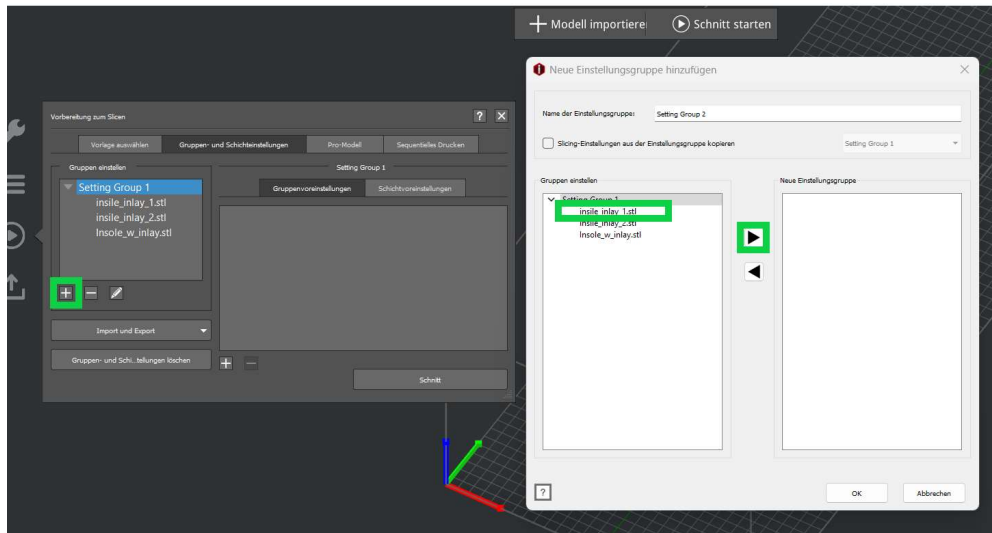 Modell importiere
Schnitt starten
Vorbereitung zum Slicen
?
X
Vorlage auswählen
Gruppen- und Schichteinstellungen
Pro-Modell
Sequentielles Drucken
Gruppen einstellen
Setting Group 1
insile_inlay_1.stl
insile_inlay_2.stl
Insole_w_inlay.stl
Import und Export
Gruppen- und Schi...tellungen löschen
Setting Group 1
Gruppenvoreinstellungen
Schichtvoreinstellungen
Schnitt
Neue Einstellungsgruppe hinzufügen
Name der Einstellungsgruppe:
Setting Group 2
Slicing-Einstellungen aus der Einstellungsgruppe kopieren
Setting Group 1
Gruppen einstellen
Setting Group 1
insile_inlay_1.stl
insile_inlay_2.stl
Insole_w_inlay.stl
Neue Einstellungsgruppe
?
OK
Abbrechen